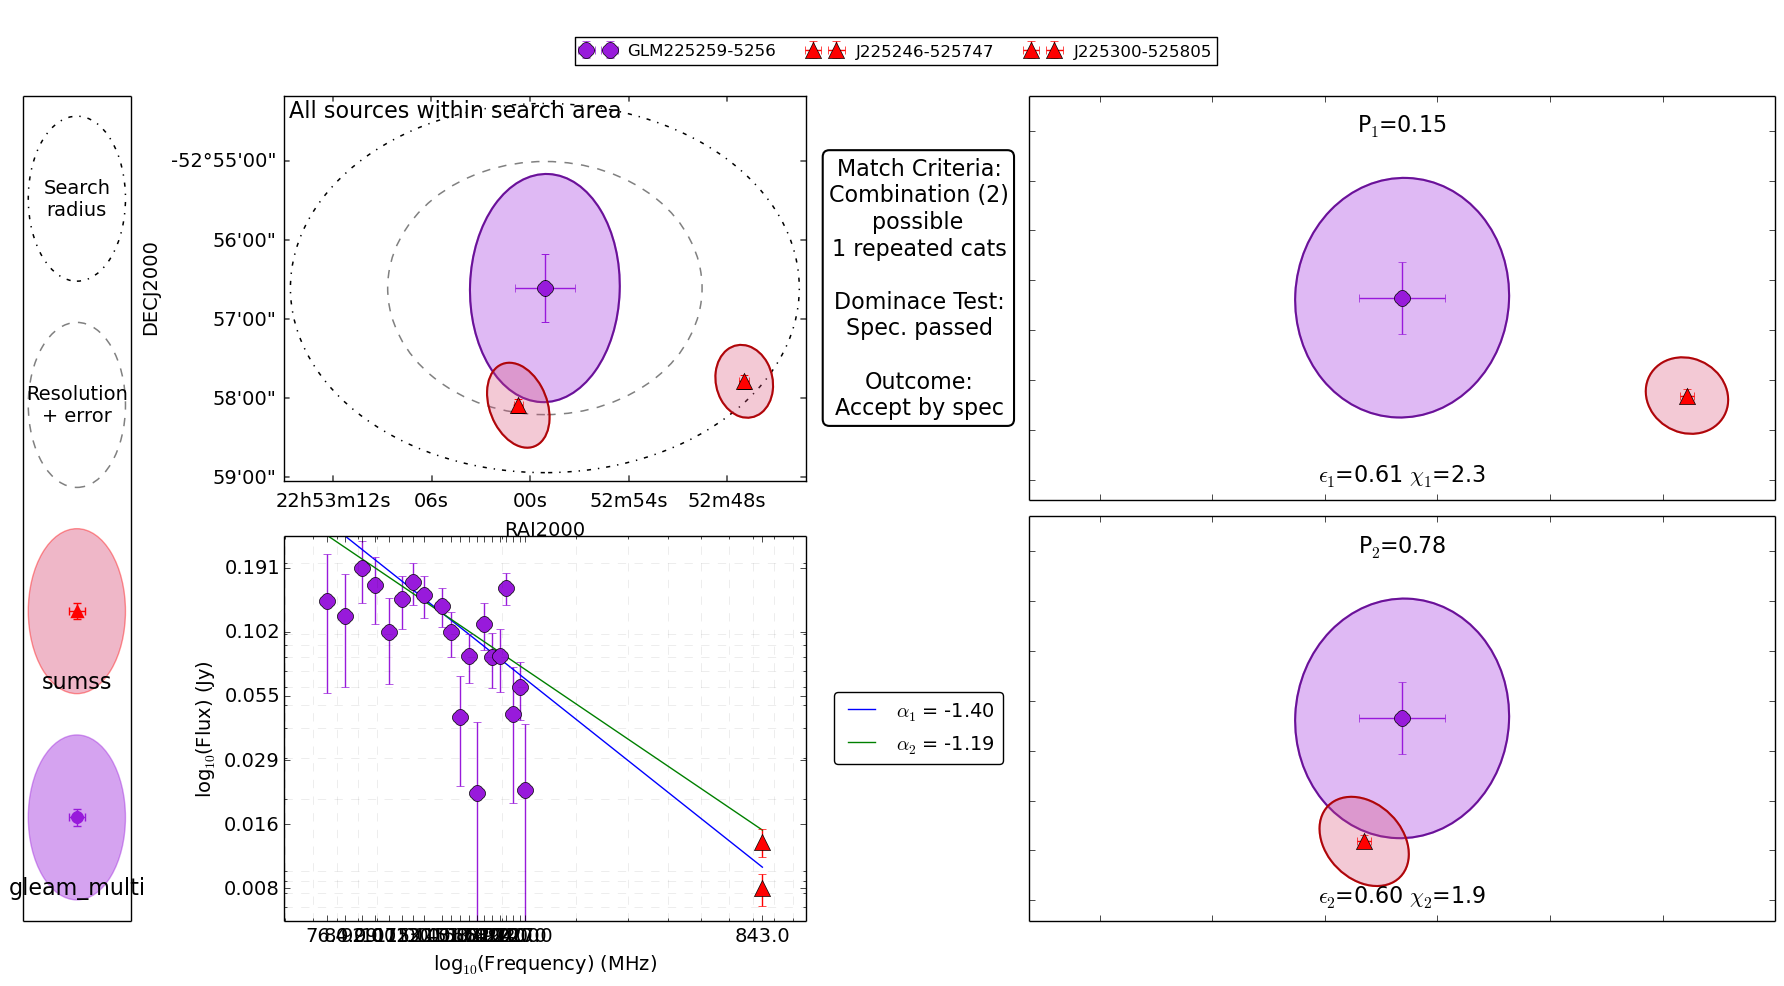 GLM225259-5256
J225246-525747
J225300-525805
Search
radius
Resolution
+ error
sumss
gleam_multi
All sources within search area
DECJ2000
-52°55'00"
56'00"
57'00"
58'00"
59'00"
22h53m12s
06s
00s
52m54s
52m48s
RAJ2000
Match Criteria:
Combination (2)
possible
1 repeated cats
Dominace Test:
Spec. passed
Outcome:
Accept by spec
P₁=0.15
ϵ₁=0.61 χ₁=2.3
P₂=0.78
ϵ₂=0.60 χ₂=1.9
log₁₀(Flux) (Jy)
0.191
0.102
0.055
0.029
0.016
0.008
843.0
log₁₀(Frequency) (MHz)
α₁ = -1.40
α₂ = -1.19